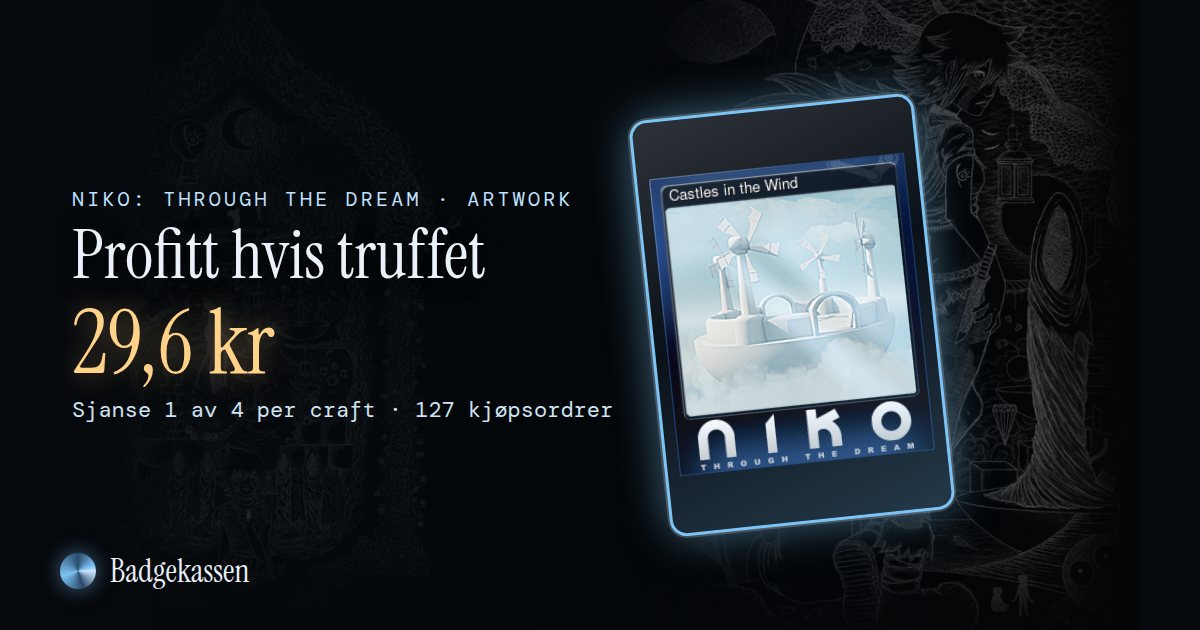 NIKO: THROUGH THE DREAM · ARTWORK
Profitt hvis truffet
29,6 kr
Sjanse 1 av 4 per craft · 127 kjøpsordrer
Castles in the Wind
NIKO
THROUGH THE DREAM
Badgekassen